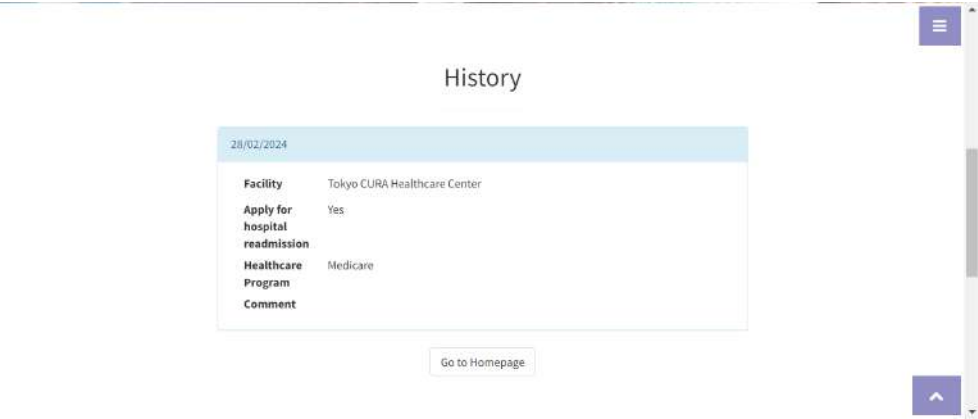 History
28/02/2024
Facility Tokyo CURA Healthcare Center
Apply for Yes
hospital
readmission
Healthcare Medicare
Program
Comment
Go to Homepage